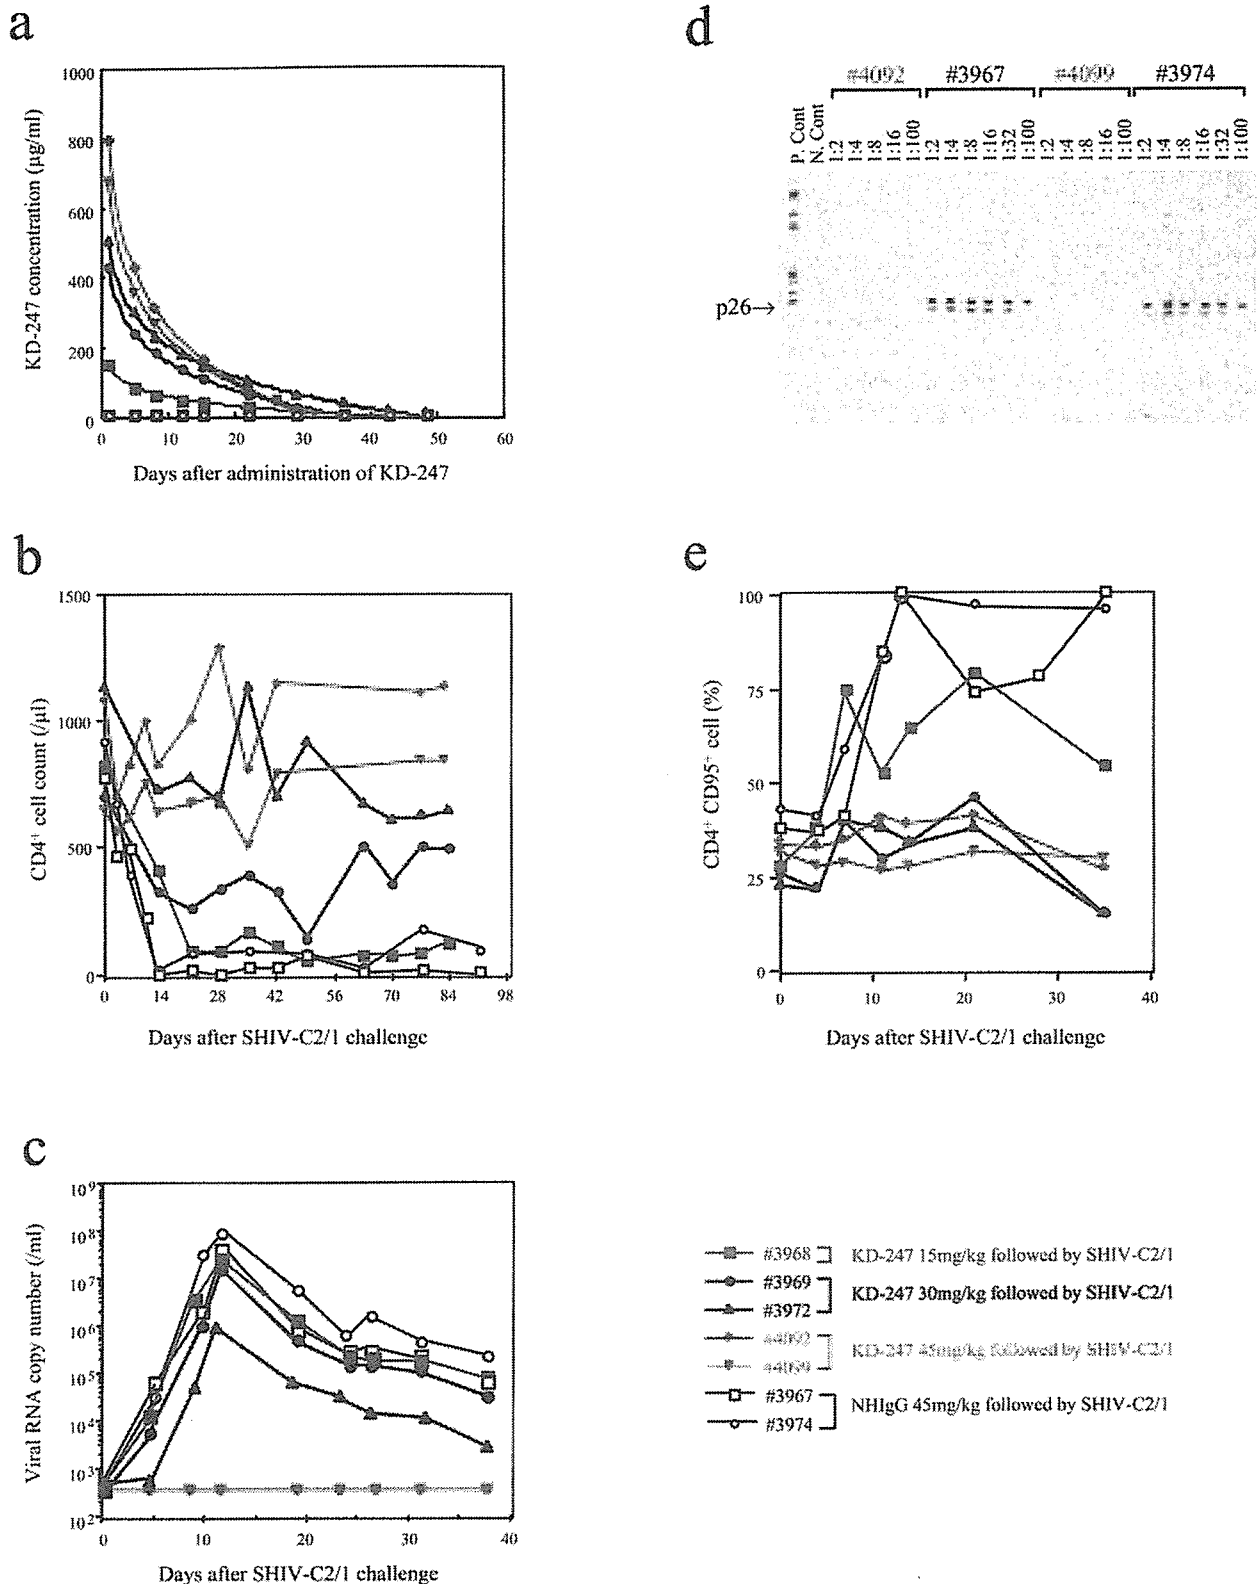 a
1000
800
600
400
200
0
KD-247 concentration (µg/ml)
0 10 20 30 40 50 60
Days after administration of KD-247
d
#4092 #3967 #4099 #3974
P. Cont
N. Cont
1:2
1:4
1:8
1:16
1:100
1:2
1:4
1:8
1:16
1:32
1:100
1:2
1:4
1:8
1:16
1:100
1:2
1:4
1:8
1:16
1:32
1:100
p26→
b
1500
1000
500
0
CD4⁺ cell count (/µl)
0 14 28 42 56 70 84 98
Days after SHIV-C2/1 challenge
e
100
75
50
25
0
CD4⁺ CD95⁺ cell (%)
0 10 20 30 40
Days after SHIV-C2/1 challenge
c
10⁹
10⁸
10⁷
10⁶
10⁵
10⁴
10³
10²
Viral RNA copy number (/ml)
0 10 20 30 40
Days after SHIV-C2/1 challenge
#3968 KD-247 15mg/kg followed by SHIV-C2/1
#3969
#3972
KD-247 30mg/kg followed by SHIV-C2/1
#4092
#4099
KD-247 45mg/kg followed by SHIV-C2/1
#3967
#3974
NHIgG 45mg/kg followed by SHIV-C2/1